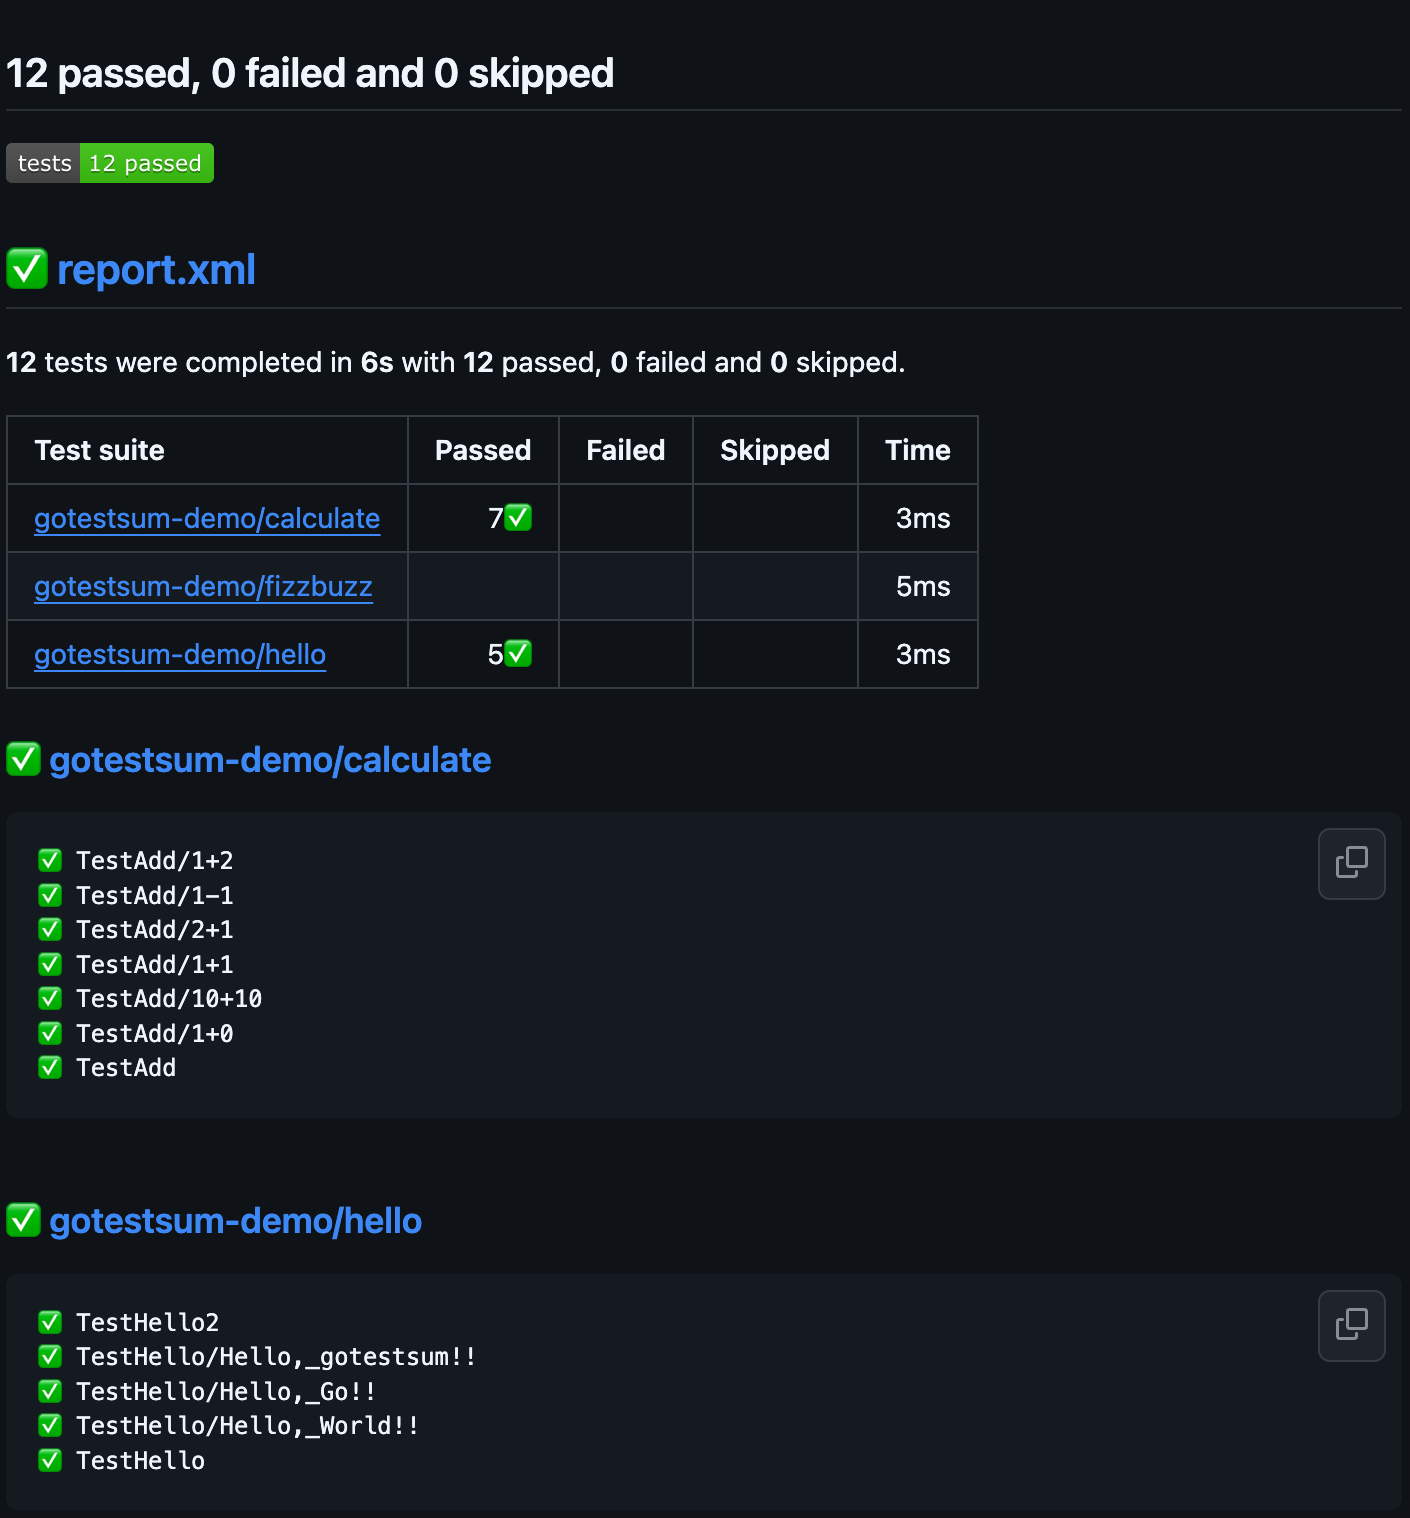 12 passed, 0 failed and 0 skipped
tests 12 passed
✅ report.xml
12 tests were completed in 6s with 12 passed, 0 failed and 0 skipped.
Test suite Passed Failed Skipped Time
gotestsum-demo/calculate 7✅ 3ms
gotestsum-demo/fizzbuzz 5ms
gotestsum-demo/hello 5✅ 3ms
✅ gotestsum-demo/calculate
✅ TestAdd/1+2
✅ TestAdd/1-1
✅ TestAdd/2+1
✅ TestAdd/1+1
✅ TestAdd/10+10
✅ TestAdd/1+0
✅ TestAdd
✅ gotestsum-demo/hello
✅ TestHello2
✅ TestHello/Hello,_gotestsum!!
✅ TestHello/Hello,_Go!!
✅ TestHello/Hello,_World!!
✅ TestHello